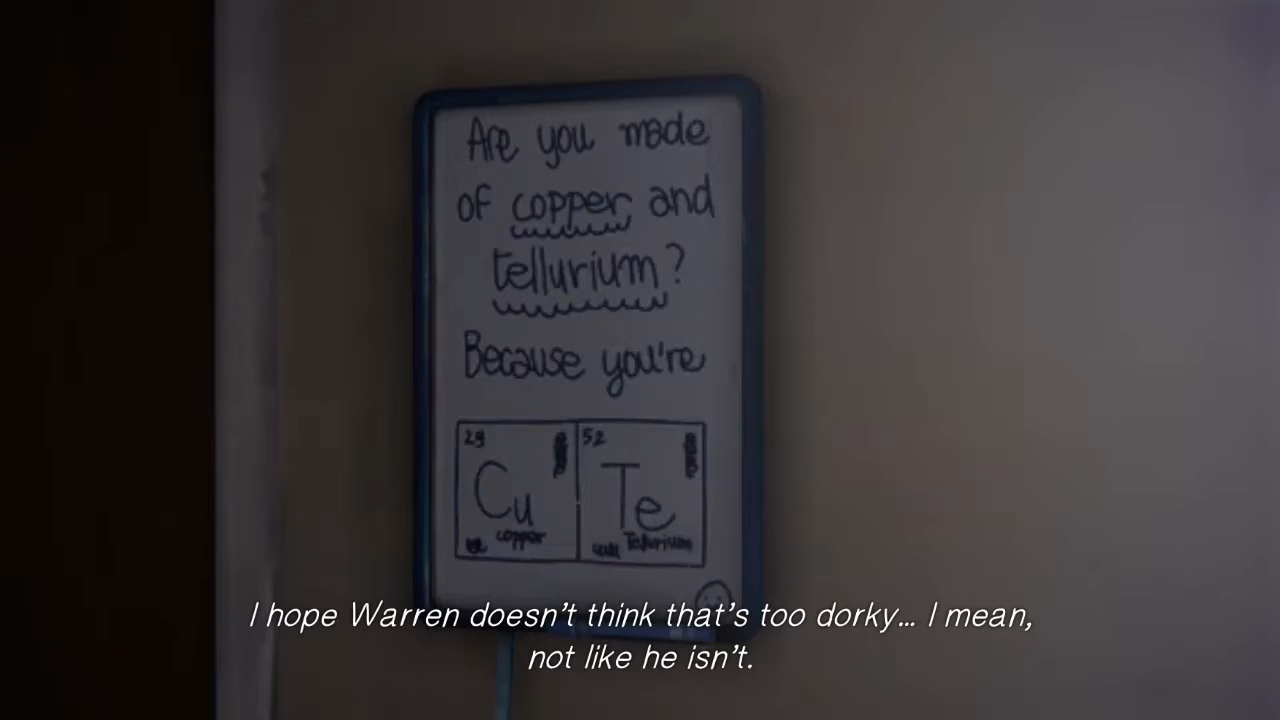 Are you made
of copper and
tellurium?
Because you're
29 52
Cu Te
copper Tellurium
I hope Warren doesn't think that's too dorky... I mean,
not like he isn't.